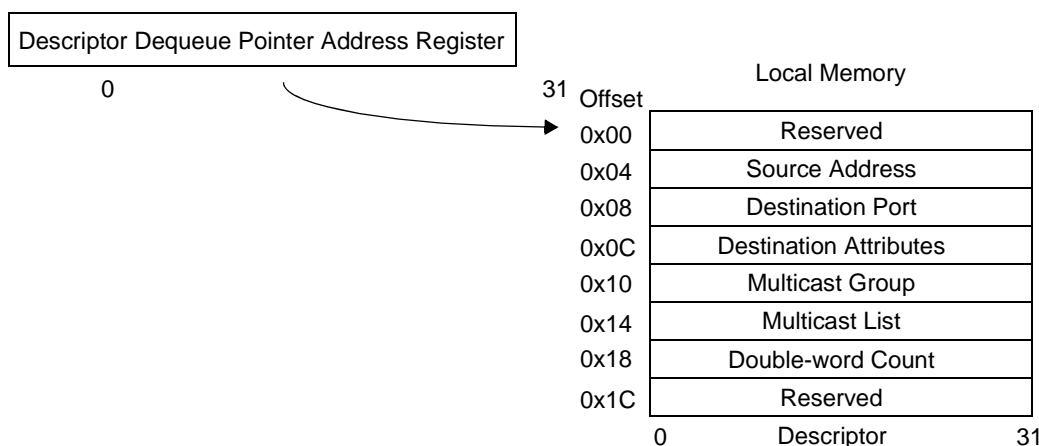 Descriptor Dequeue Pointer Address Register
0 31
Local Memory
Offset
0x00 Reserved
0x04 Source Address
0x08 Destination Port
0x0C Destination Attributes
0x10 Multicast Group
0x14 Multicast List
0x18 Double-word Count
0x1C Reserved
0 Descriptor 31